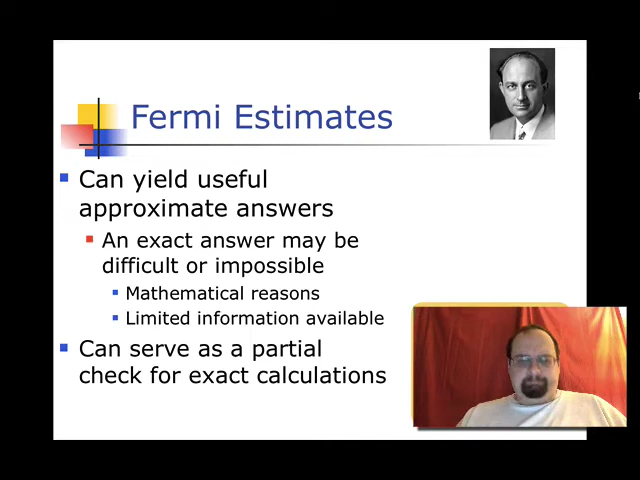 Fermi Estimates
Can yield useful
approximate answers
An exact answer may be
difficult or impossible
Mathematical reasons
Limited information available
Can serve as a partial
check for exact calculations